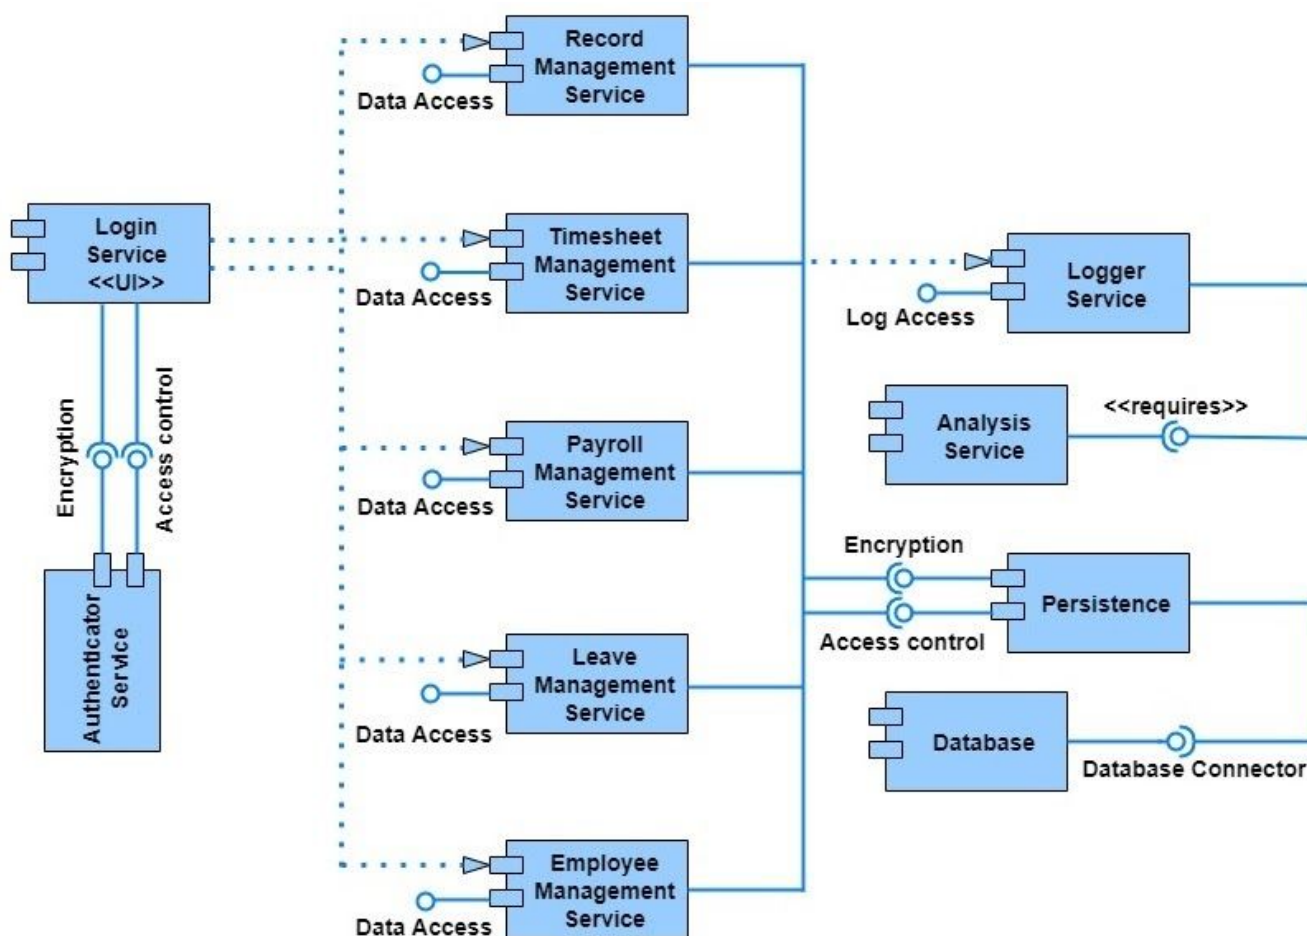 Record
Management
Service
Data Access
Login
Service
<<UI>>
Timesheet
Management
Service
Data Access
Logger
Service
Log Access
Encryption
Access control
Payroll
Management
Service
Data Access
Analysis
Service
<<requires>>
Encryption
Persistence
Access control
Authenticator
Service
Leave
Management
Service
Data Access
Database
Database Connector
Employee
Management
Service
Data Access